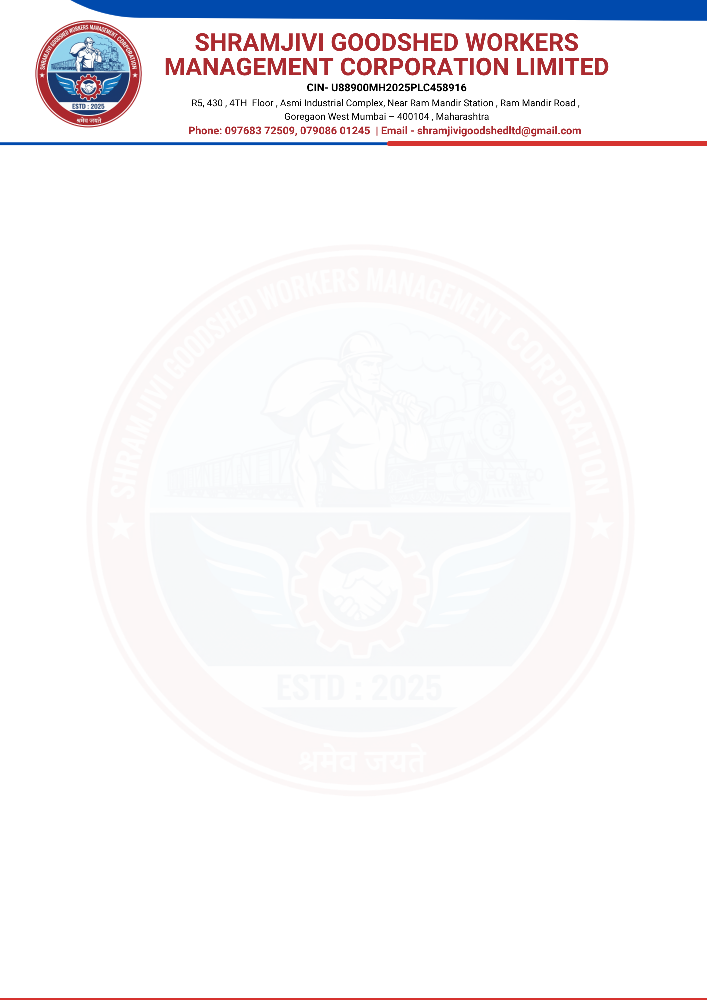 SHRAMJIVI GOODSHED WORKERS MANAGEMENT CORPORATION
ESTD : 2025
श्रमेव जयते
SHRAMJIVI GOODSHED WORKERS
MANAGEMENT CORPORATION LIMITED
CIN- U88900MH2025PLC458916
R5, 430 , 4TH  Floor , Asmi Industrial Complex, Near Ram Mandir Station , Ram Mandir Road ,
Goregaon West Mumbai – 400104 , Maharashtra
Phone: 097683 72509, 079086 01245  | Email - shramjivigoodshedltd@gmail.com
SHRAMJIVI GOODSHED WORKERS MANAGEMENT CORPORATION
ESTD : 2025
श्रमेव जयते